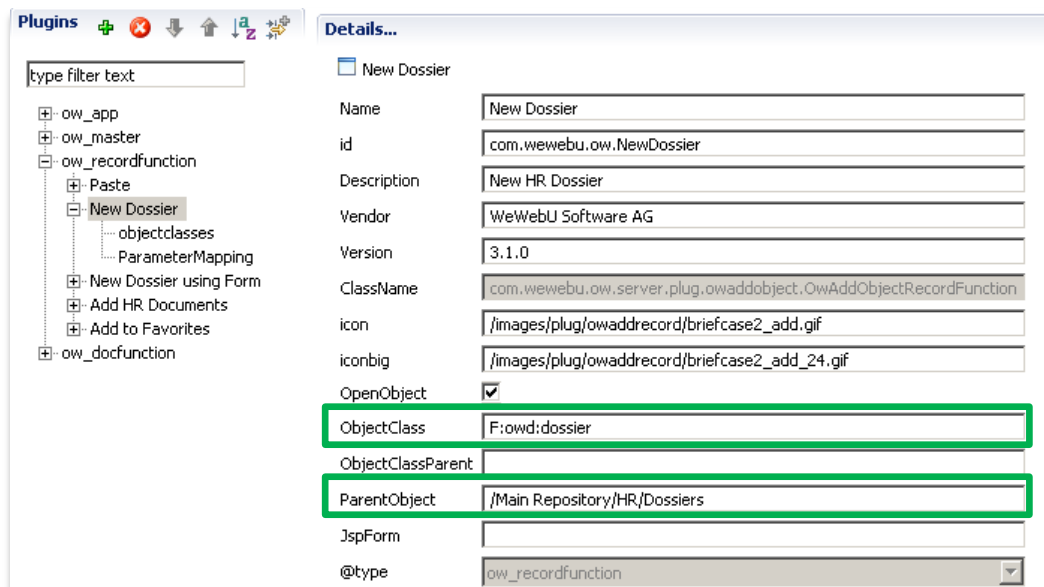 Plugins
a
z
type filter text
ow_app
ow_master
ow_recordfunction
Paste
New Dossier
objectclasses
ParameterMapping
New Dossier using Form
Add HR Documents
Add to Favorites
ow_docfunction
Details...
New Dossier
Name New Dossier
id com.wewebu.ow.NewDossier
Description New HR Dossier
Vendor WeWebU Software AG
Version 3.1.0
ClassName com.wewebu.ow.server.plug.owaddobject.OwAddObjectRecordFunction
icon /images/plug/owaddrecord/briefcase2_add.gif
iconbig /images/plug/owaddrecord/briefcase2_add_24.gif
OpenObject
ObjectClass F:owd:dossier
ObjectClassParent
ParentObject /Main Repository/HR/Dossiers
JspForm
@type ow_recordfunction